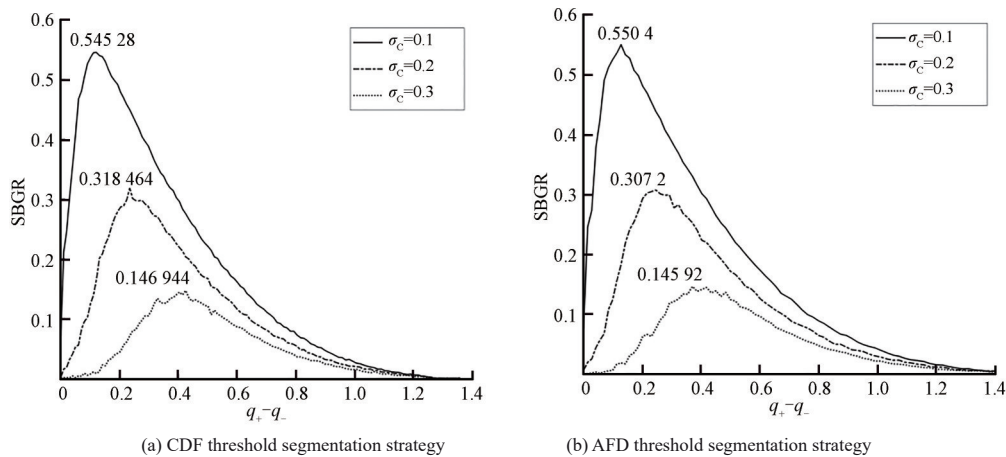 0.6
0.5
0.4
0.3
0.2
0.1
0
0.2
0.4
0.6
0.8
1.0
1.2
1.4
SBGR
q₊−q₋
0.545 28
0.318 464
0.146 944
σC=0.1
σC=0.2
σC=0.3
(a) CDF threshold segmentation strategy
0.6
0.5
0.4
0.3
0.2
0.1
0
0.2
0.4
0.6
0.8
1.0
1.2
1.4
SBGR
q₊−q₋
0.550 4
0.307 2
0.145 92
σC=0.1
σC=0.2
σC=0.3
(b) AFD threshold segmentation strategy